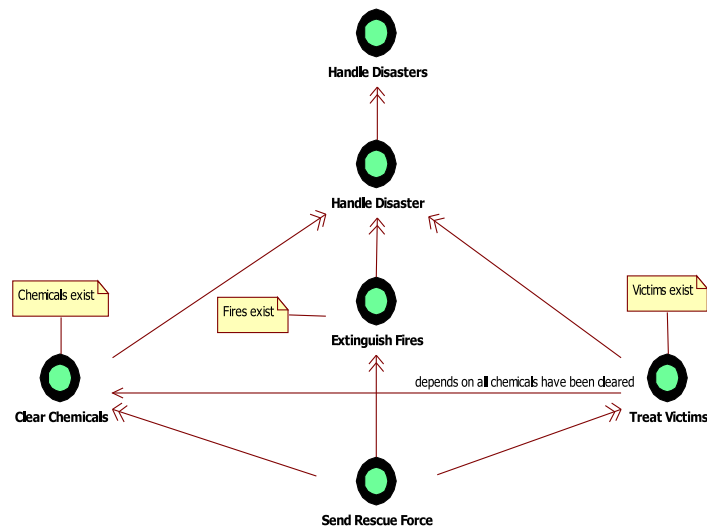 Handle Disasters
Handle Disaster
Chemicals exist
Victims exist
Fires exist
Extinguish Fires
depends on all chemicals have been cleared
Clear Chemicals
Treat Victims
Send Rescue Force